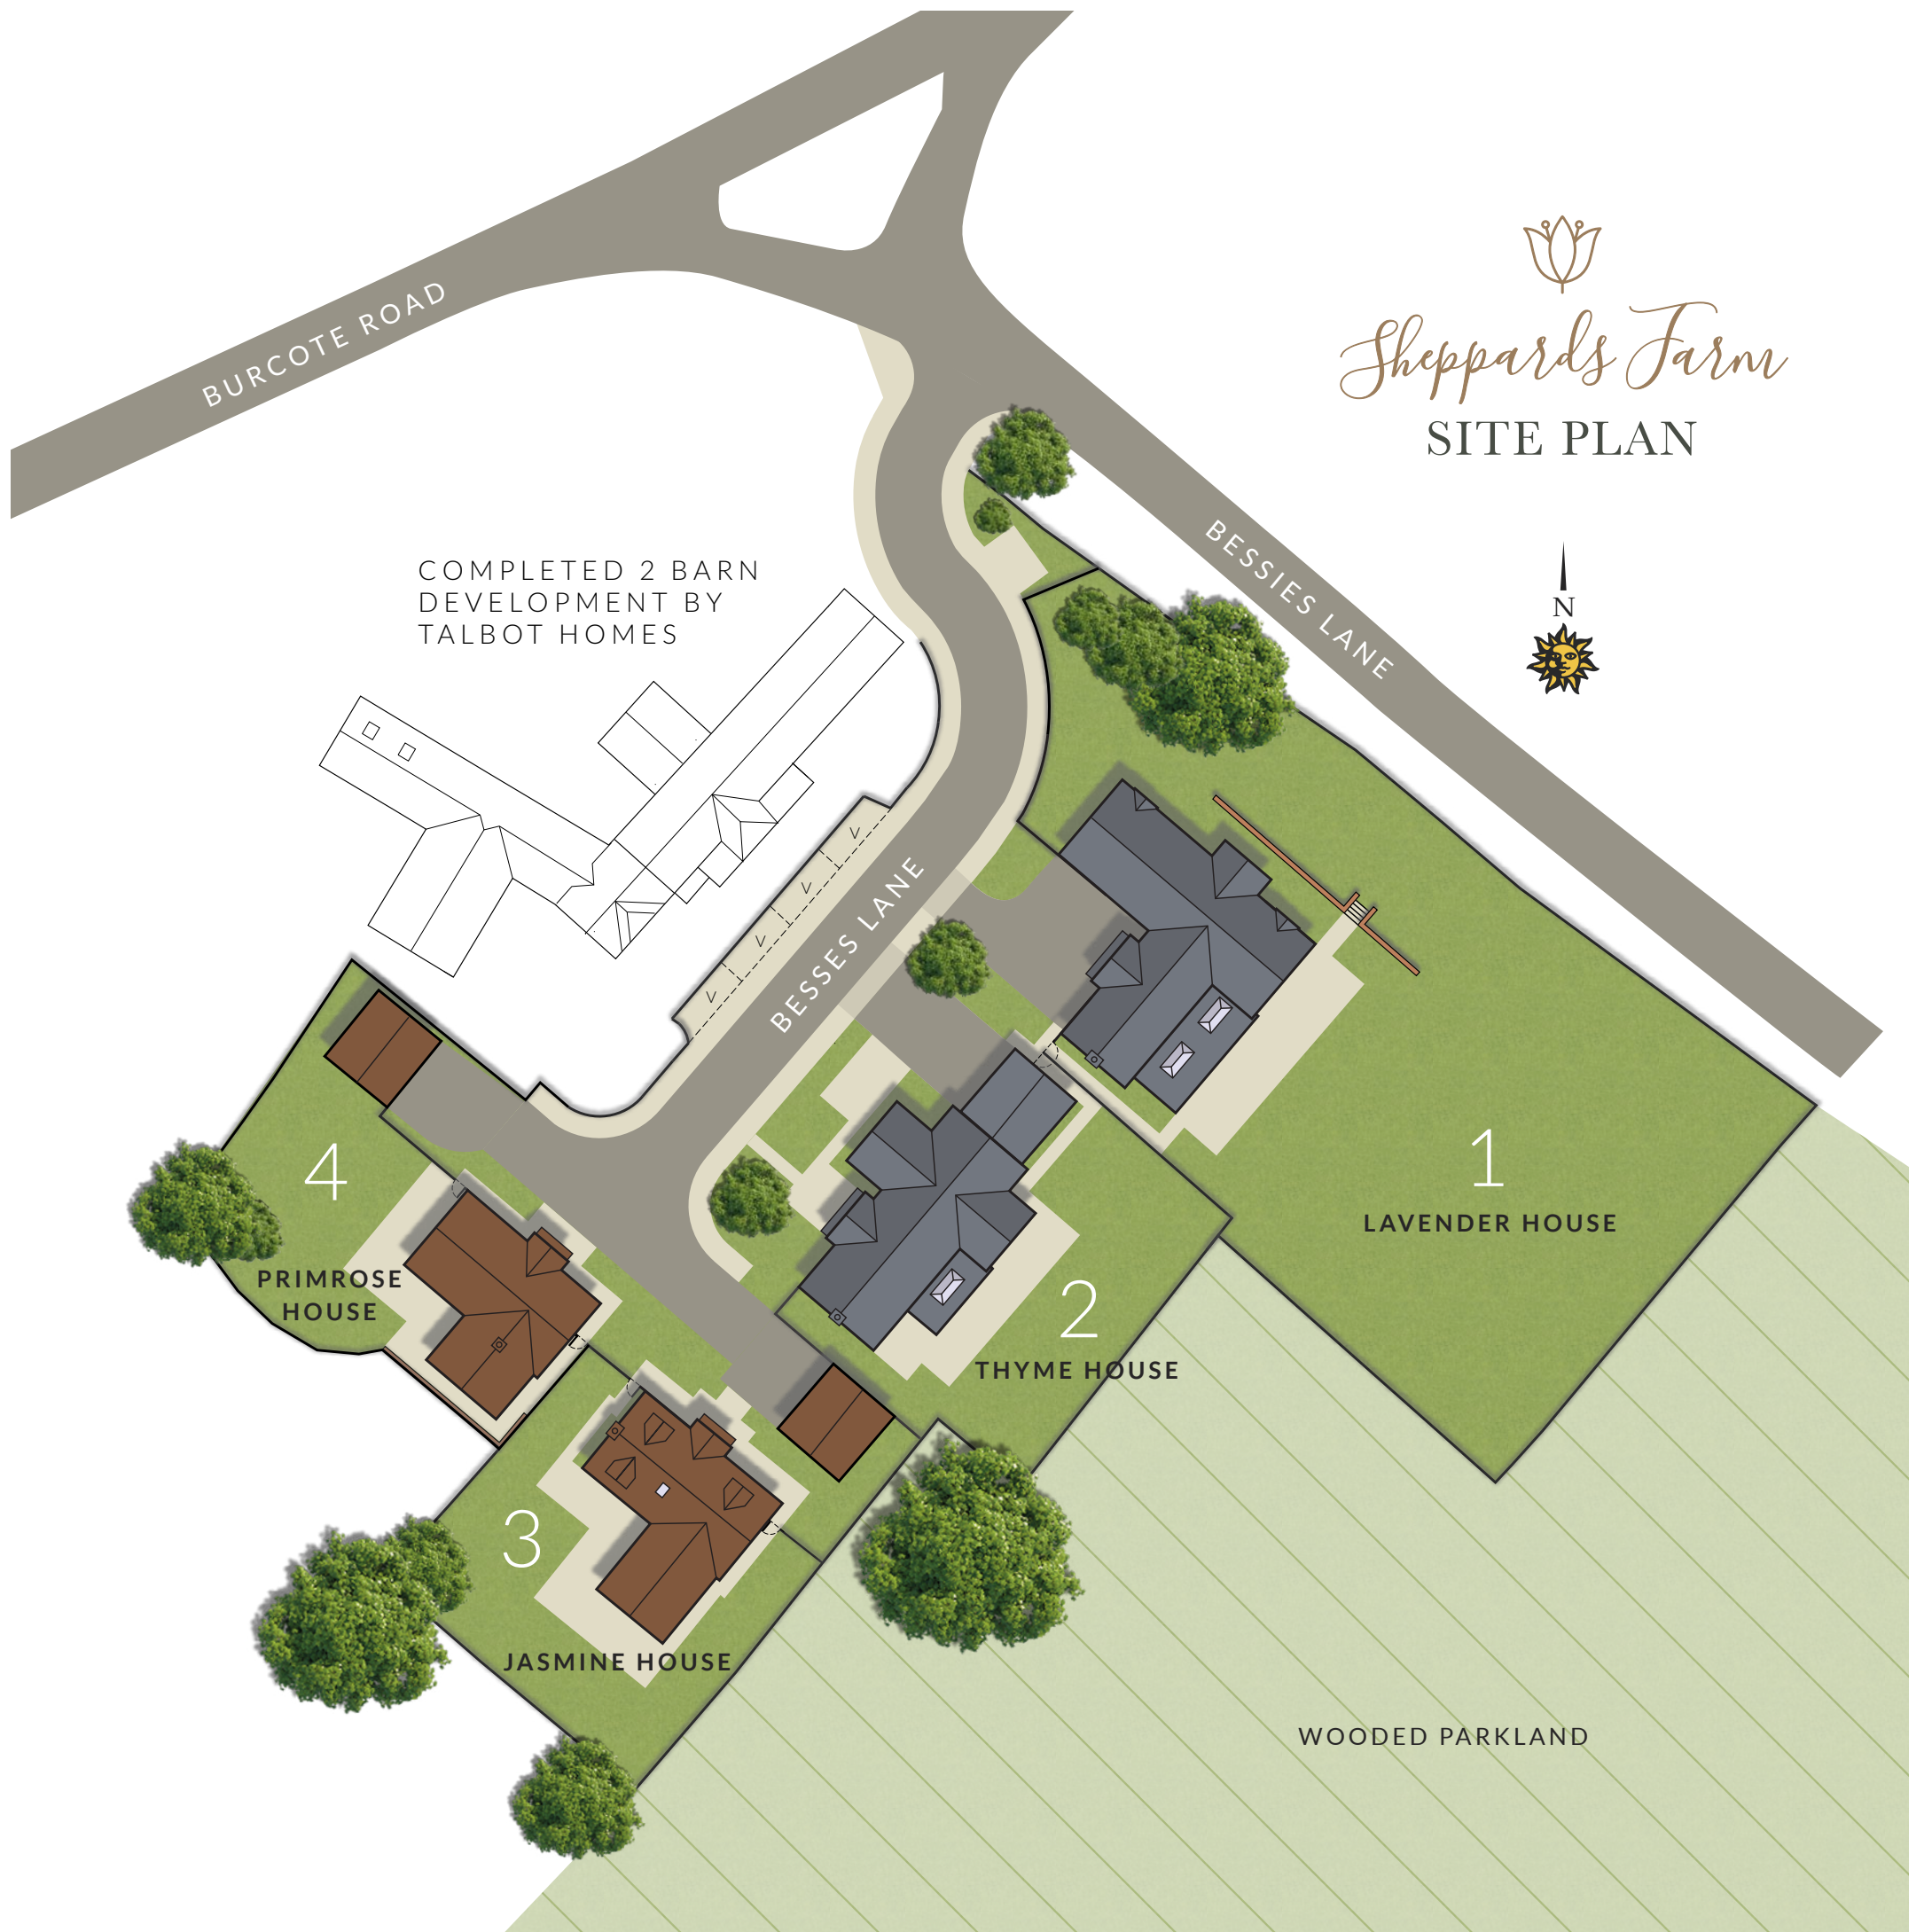 BURCOTE ROAD
Sheppards Farm
SITE PLAN
BESSIES LANE
N
COMPLETED 2 BARN
DEVELOPMENT BY
TALBOT HOMES
BESSES LANE
V
V
V
V
1
LAVENDER HOUSE
4
PRIMROSE
HOUSE
2
THYME HOUSE
3
JASMINE HOUSE
WOODED PARKLAND